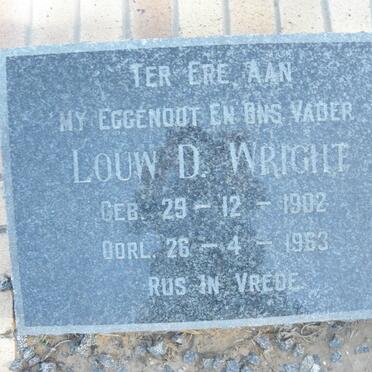 TER ERE AAN
MY EGGENOOT EN ONS VADER
LOUW D. WRIGHT
GEB. 29 - 12 - 1902
OORL. 26 - 4 - 1963
RUS IN VREDE